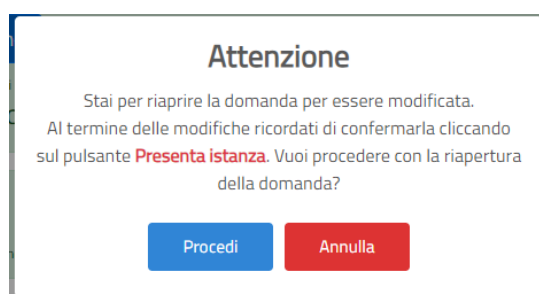 Attenzione
Stai per riaprire la domanda per essere modificata.
Al termine delle modifiche ricordati di confermarla cliccando
sul pulsante Presenta istanza. Vuoi procedere con la riapertura
della domanda?
Procedi Annulla